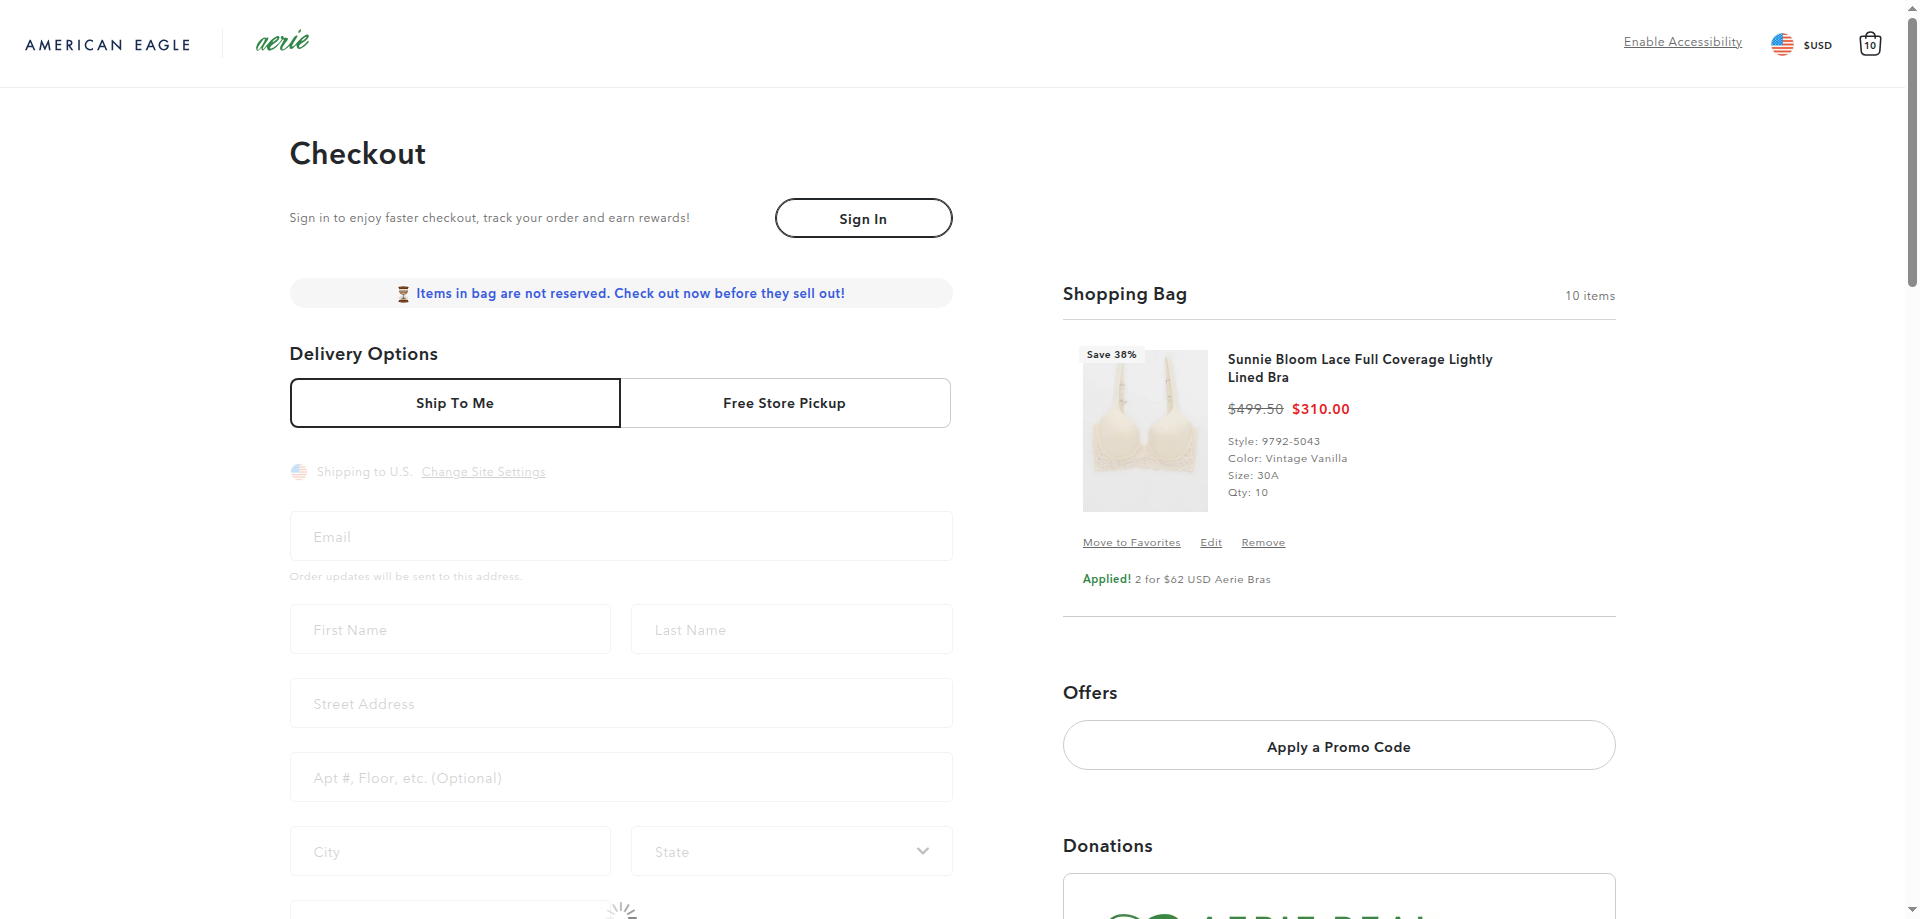 AMERICAN EAGLE
aerie
Enable Accessibility
$USD
10
Checkout
Sign in to enjoy faster checkout, track your order and earn rewards!
Sign In
⏳ Items in bag are not reserved. Check out now before they sell out!
Delivery Options
Ship To Me
Free Store Pickup
Shipping to U.S. Change Site Settings
Email
Order updates will be sent to this address.
First Name
Last Name
Street Address
Apt #, Floor, etc. (Optional)
City
State
Shopping Bag
10 items
Save 38%
Sunnie Bloom Lace Full Coverage Lightly
Lined Bra
$499.50 $310.00
Style: 9792-5043
Color: Vintage Vanilla
Size: 30A
Qty: 10
Move to Favorites Edit Remove
Applied! 2 for $62 USD Aerie Bras
Offers
Apply a Promo Code
Donations